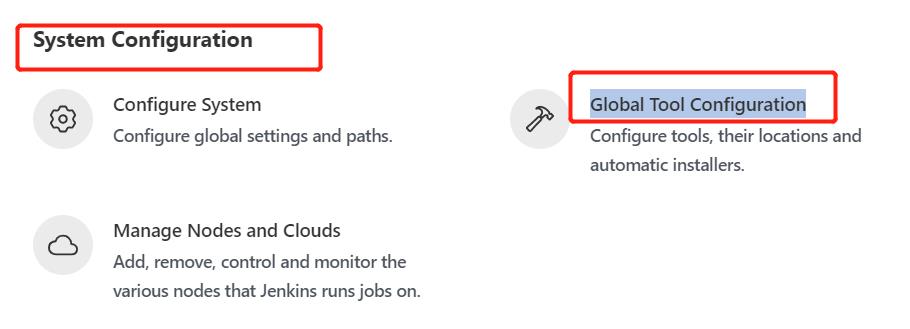 System Configuration
Configure System
Configure global settings and paths.
Global Tool Configuration
Configure tools, their locations and
automatic installers.
Manage Nodes and Clouds
Add, remove, control and monitor the
various nodes that Jenkins runs jobs on.